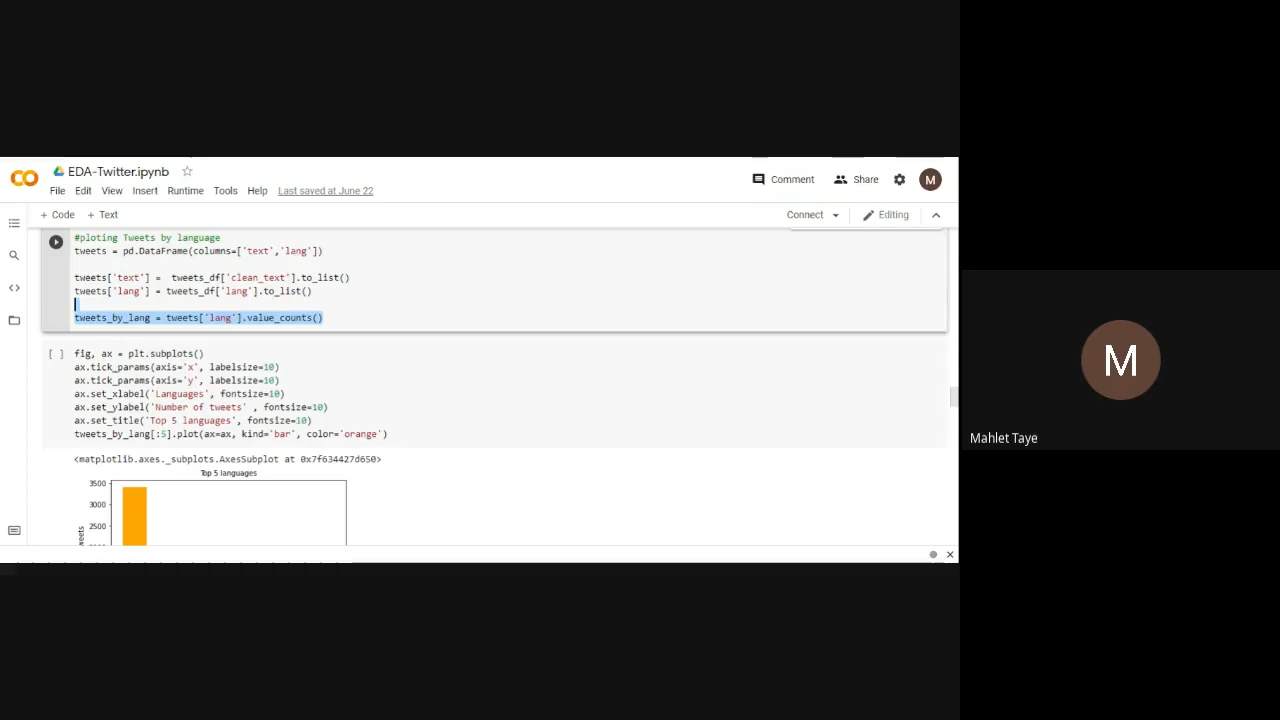 EDA-Twitter.ipynb
Comment
Share
M
File Edit View Insert Runtime Tools Help Last saved at June 22
+ Code + Text
Connect
Editing
#ploting Tweets by language
tweets = pd.DataFrame(columns=['text','lang'])
tweets['text'] =  tweets_df['clean_text'].to_list()
tweets['lang'] = tweets_df['lang'].to_list()
tweets_by_lang = tweets['lang'].value_counts()
[ ] fig, ax = plt.subplots()
ax.tick_params(axis='x', labelsize=10)
ax.tick_params(axis='y', labelsize=10)
ax.set_xlabel('Languages', fontsize=10)
ax.set_ylabel('Number of tweets' , fontsize=10)
ax.set_title('Top 5 languages', fontsize=10)
tweets_by_lang[:5].plot(ax=ax, kind='bar', color='orange')
<matplotlib.axes._subplots.AxesSubplot at 0x7f634427d650>
Top 5 languages
3500
3000
2500
M
Mahlet Taye